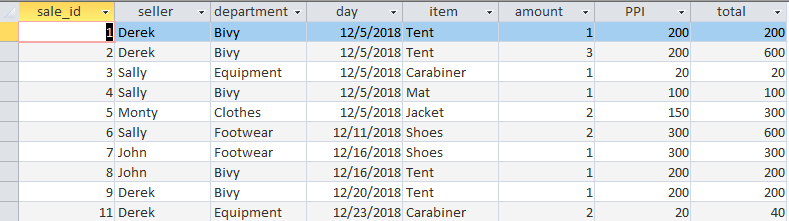 sale_id seller department day item amount PPI total
1 Derek Bivy 12/5/2018 Tent 1 200 200
2 Derek Bivy 12/5/2018 Tent 3 200 600
3 Sally Equipment 12/5/2018 Carabiner 1 20 20
4 Sally Bivy 12/5/2018 Mat 1 100 100
5 Monty Clothes 12/5/2018 Jacket 2 150 300
6 Sally Footwear 12/11/2018 Shoes 2 300 600
7 John Footwear 12/16/2018 Shoes 1 300 300
8 John Bivy 12/16/2018 Tent 1 200 200
9 Derek Bivy 12/20/2018 Tent 1 200 200
11 Derek Equipment 12/23/2018 Carabiner 2 20 40